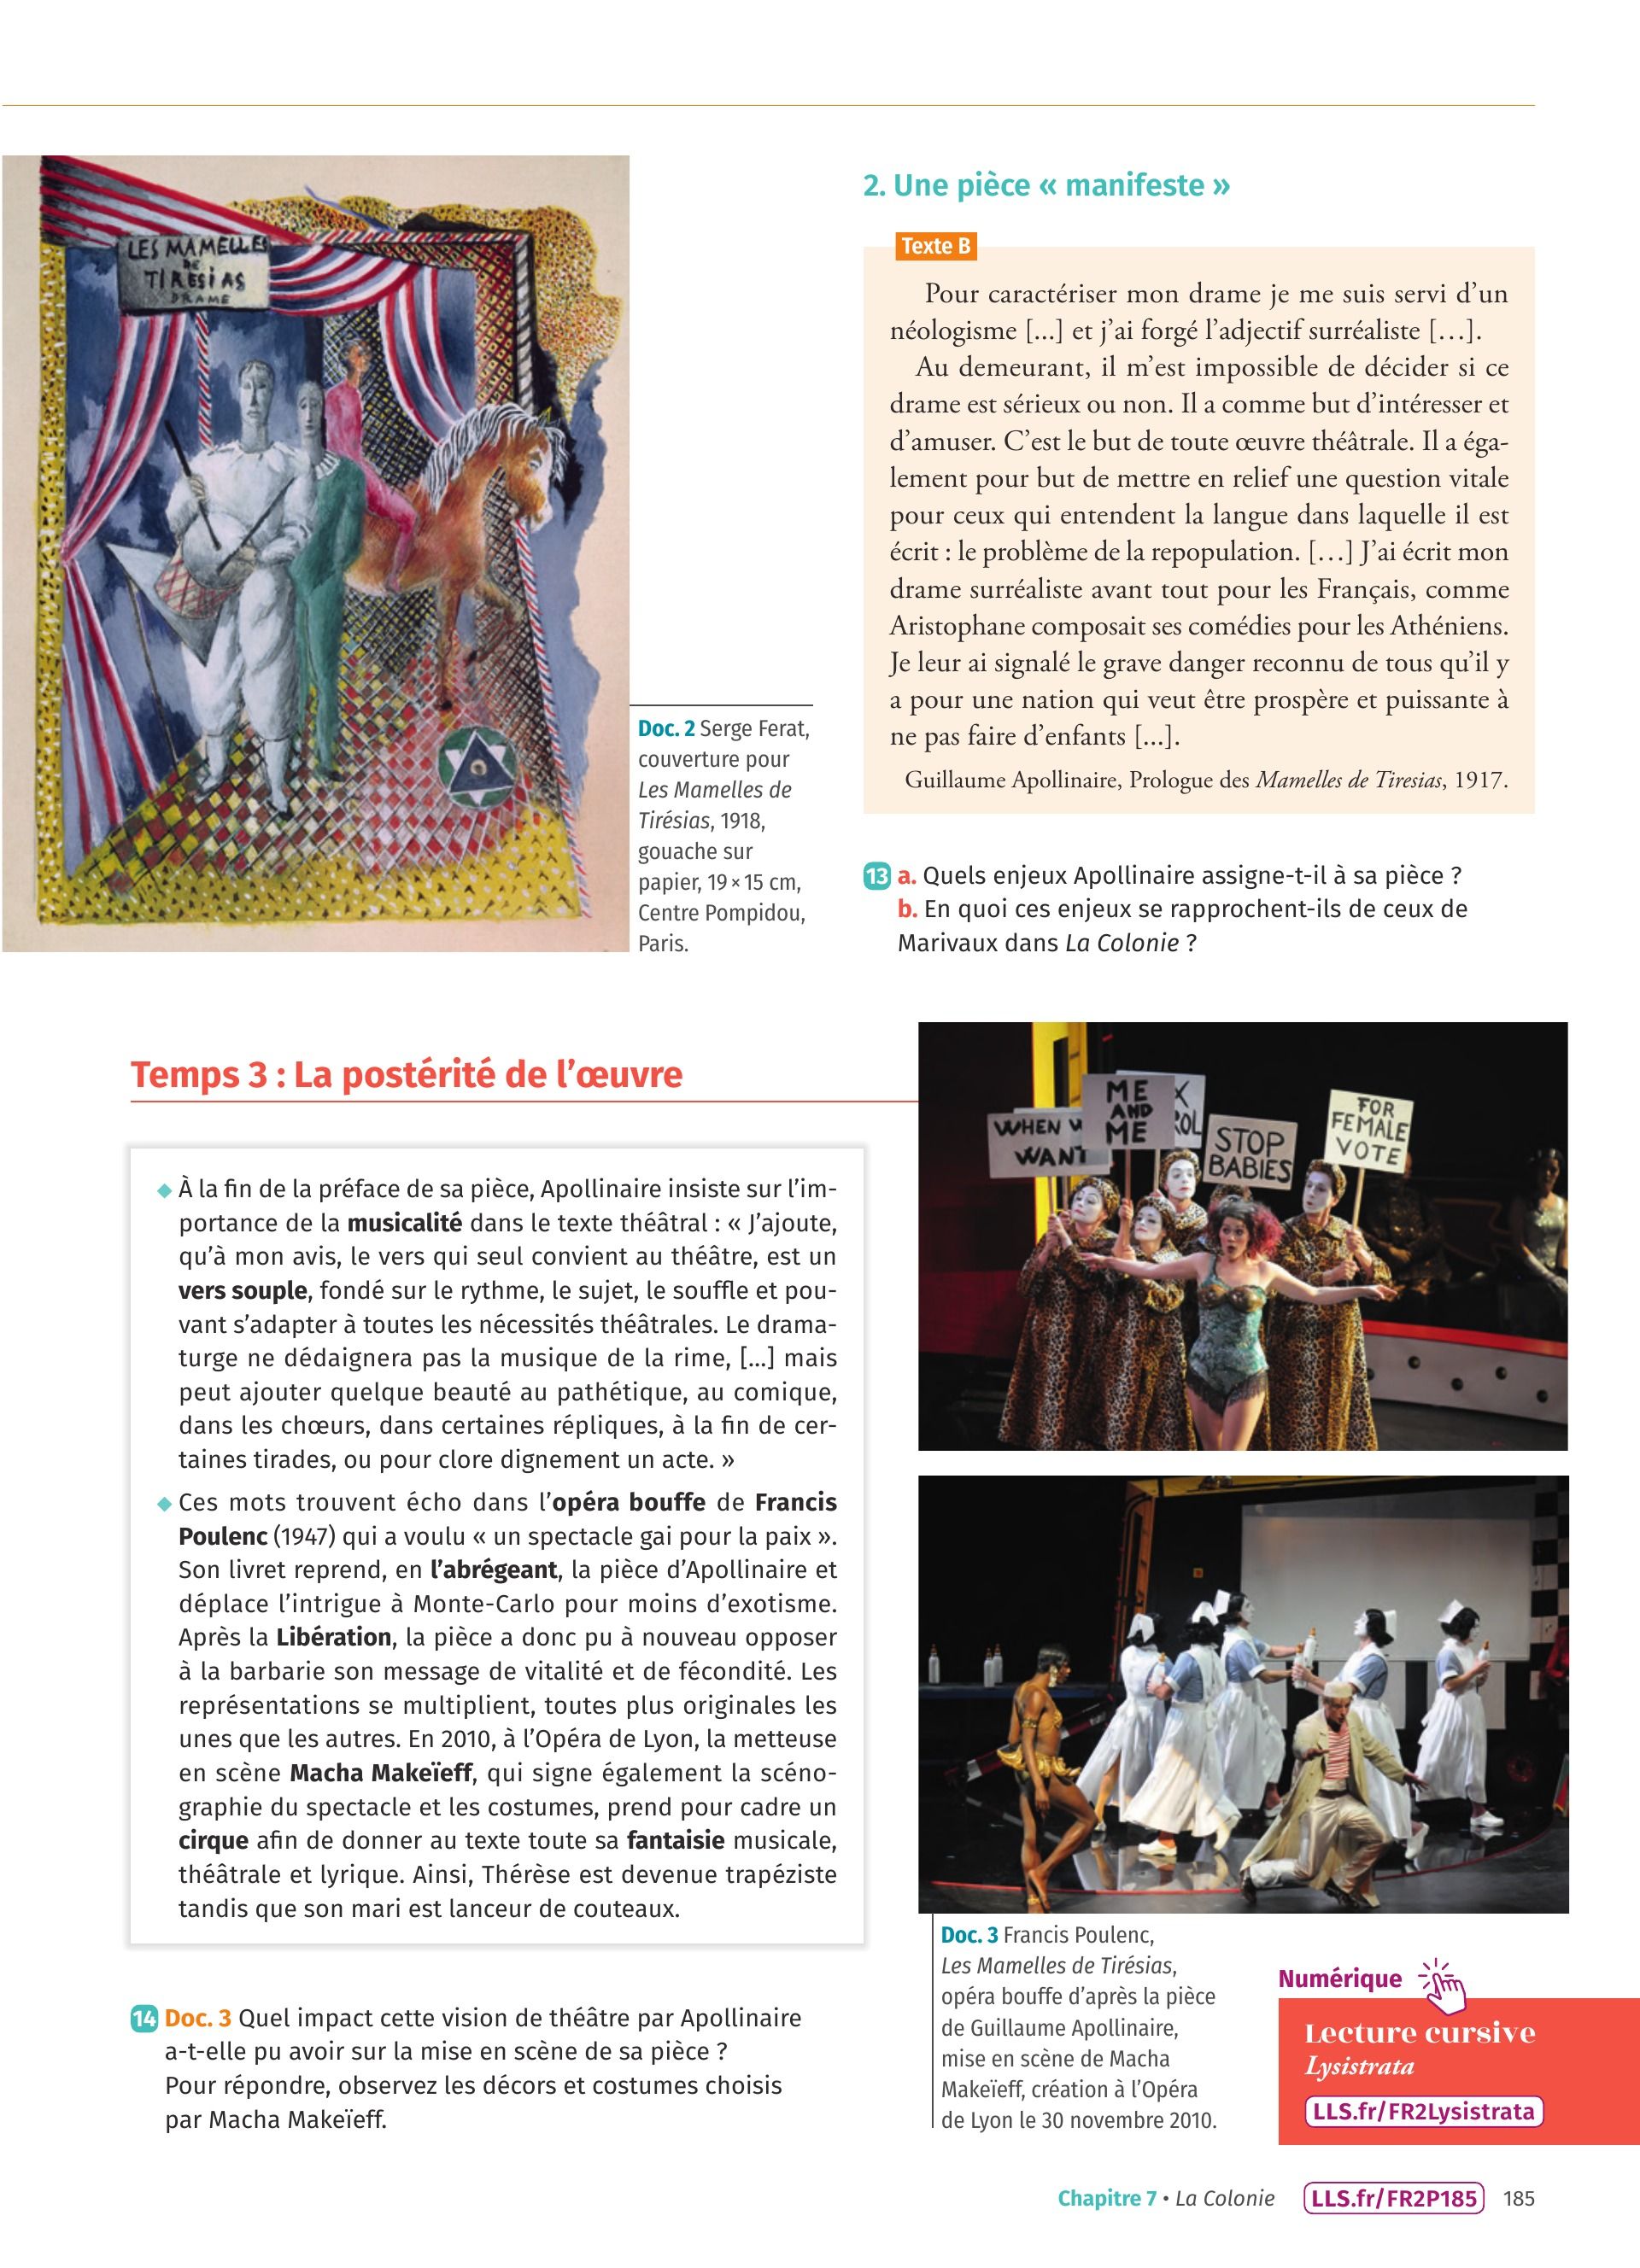 LES MAMELLES
DE
TIRESIAS
DRAME
Doc. 2 Serge Ferat,
couverture pour
Les Mamelles de
Tirésias, 1918,
gouache sur
papier, 19 × 15 cm,
Centre Pompidou,
Paris.
2. Une pièce « manifeste »
Texte B
Pour caractériser mon drame je me suis servi d’un
néologisme [...] et j’ai forgé l’adjectif surréaliste […].
Au demeurant, il m’est impossible de décider si ce
drame est sérieux ou non. Il a comme but d’intéresser et
d’amuser. C’est le but de toute œuvre théâtrale. Il a éga-
lement pour but de mettre en relief une question vitale
pour ceux qui entendent la langue dans laquelle il est
écrit : le problème de la repopulation. […] J’ai écrit mon
drame surréaliste avant tout pour les Français, comme
Aristophane composait ses comédies pour les Athéniens.
Je leur ai signalé le grave danger reconnu de tous qu’il y
a pour une nation qui veut être prospère et puissante à
ne pas faire d’enfants [...].
Guillaume Apollinaire, Prologue des Mamelles de Tiresias, 1917.
13 a. Quels enjeux Apollinaire assigne-t-il à sa pièce ?
b. En quoi ces enjeux se rapprochent-ils de ceux de
Marivaux dans La Colonie ?
Temps 3 : La postérité de l’œuvre
◆ À la fin de la préface de sa pièce, Apollinaire insiste sur l’im-
portance de la musicalité dans le texte théâtral : « J’ajoute,
qu’à mon avis, le vers qui seul convient au théâtre, est un
vers souple, fondé sur le rythme, le sujet, le souffle et pou-
vant s’adapter à toutes les nécessités théâtrales. Le drama-
turge ne dédaignera pas la musique de la rime, [...] mais
peut ajouter quelque beauté au pathétique, au comique,
dans les chœurs, dans certaines répliques, à la fin de cer-
taines tirades, ou pour clore dignement un acte. »
◆ Ces mots trouvent écho dans l’opéra bouffe de Francis
Poulenc (1947) qui a voulu « un spectacle gai pour la paix ».
Son livret reprend, en l’abrégeant, la pièce d’Apollinaire et
déplace l’intrigue à Monte-Carlo pour moins d’exotisme.
Après la Libération, la pièce a donc pu à nouveau opposer
à la barbarie son message de vitalité et de fécondité. Les
représentations se multiplient, toutes plus originales les
unes que les autres. En 2010, à l’Opéra de Lyon, la metteuse
en scène Macha Makeïeff, qui signe également la scéno-
graphie du spectacle et les costumes, prend pour cadre un
cirque afin de donner au texte toute sa fantaisie musicale,
théâtrale et lyrique. Ainsi, Thérèse est devenue trapéziste
tandis que son mari est lanceur de couteaux.
14 Doc. 3 Quel impact cette vision de théâtre par Apollinaire
a-t-elle pu avoir sur la mise en scène de sa pièce ?
Pour répondre, observez les décors et costumes choisis
par Macha Makeïeff.
WHEN W
WANT
ME
AND
ME
X
ROL
STOP
BABIES
FOR
FEMALE
VOTE
Doc. 3 Francis Poulenc,
Les Mamelles de Tirésias,
opéra bouffe d’après la pièce
de Guillaume Apollinaire,
mise en scène de Macha
Makeïeff, création à l’Opéra
de Lyon le 30 novembre 2010.
Numérique
Lecture cursive
Lysistrata
LLS.fr/FR2Lysistrata
Chapitre 7 • La Colonie LLS.fr/FR2P185 185